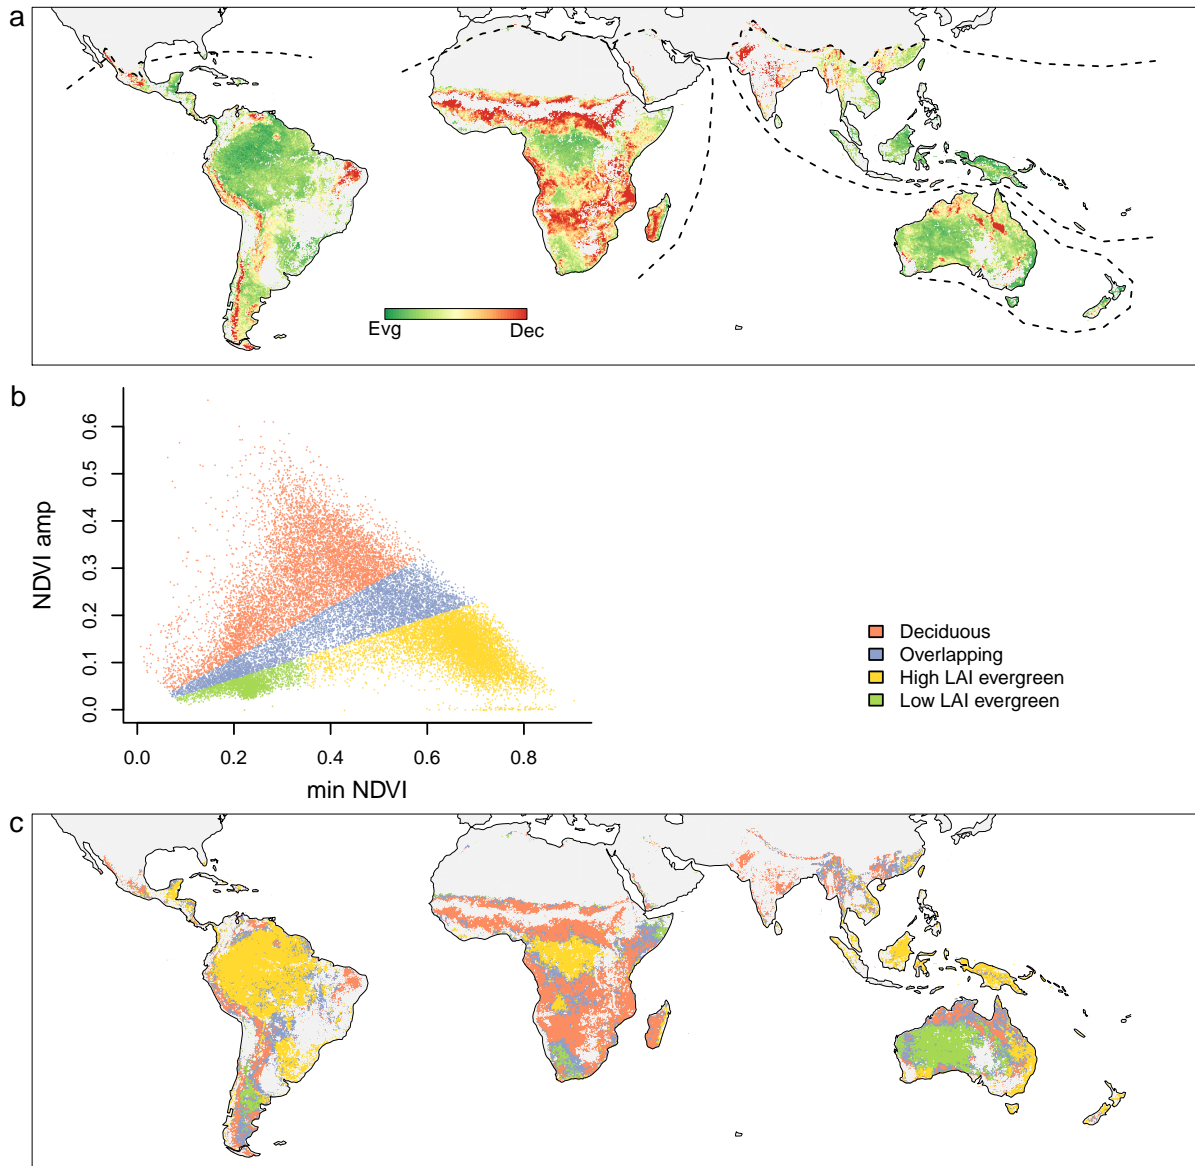 a
Evg Dec
b
NDVI amp
0.6
0.5
0.4
0.3
0.2
0.1
0.0
0.0 0.2 0.4 0.6 0.8
min NDVI
Deciduous
Overlapping
High LAI evergreen
Low LAI evergreen
c